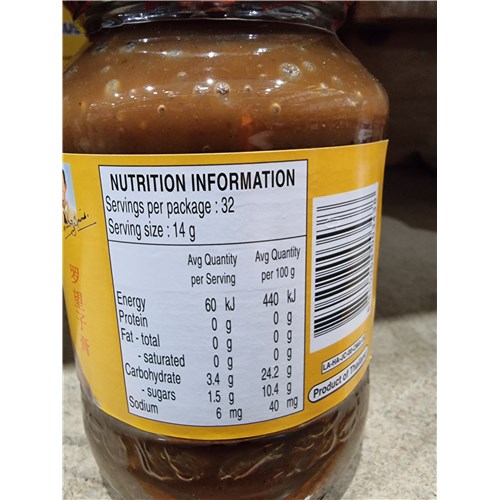 NUTRITION INFORMATION
Servings per package : 32
Serving size : 14 g
Avg Quantity per Serving Avg Quantity per 100 g
Energy 60 kJ 440 kJ
Protein 0 g 0 g
Fat - total 0 g 0 g
- saturated 0 g 0 g
Carbohydrate 3.4 g 24.2 g
- sugars 1.5 g 10.4 g
Sodium 6 mg 40 mg
Product of